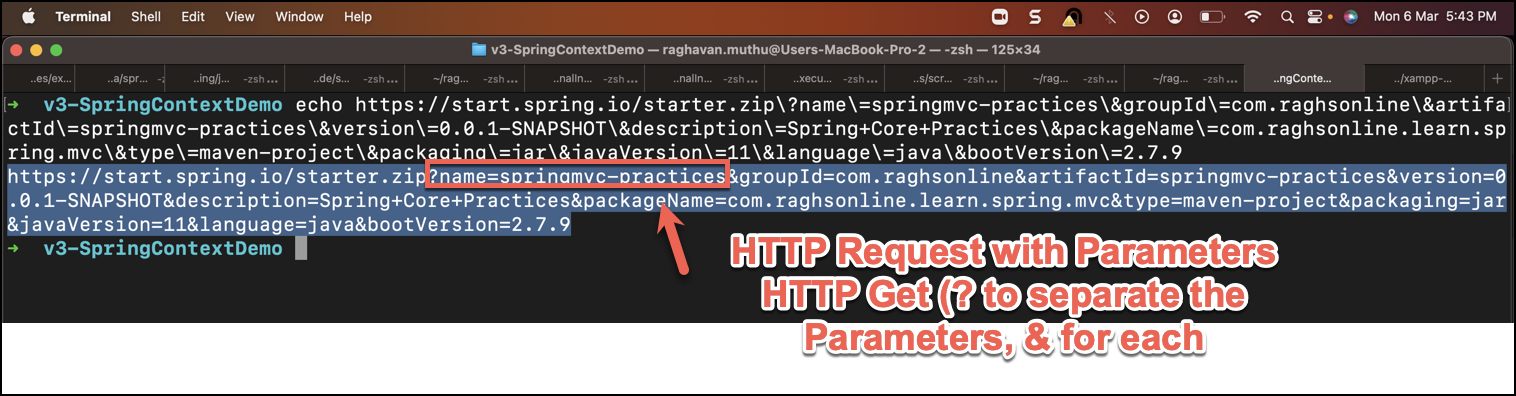 Terminal Shell Edit View Window Help Mon 6 Mar 5:43 PM
v3-SpringContextDemo — raghavan.muthu@Users-MacBook-Pro-2 — -zsh — 125×34
..es/ex... ..a/spr... -z ..ing/j... -zsh ... ..de/s... -zsh ... ~/rag... -zsh ... ..nalIn... -zsh ... ..nalIn... -zsh ... ..xecu... -zsh ... ..s/scr... -zsh ... ~/rag... -zsh ... ~/rag... -zsh ... ..ngConte... ../xampp-... +
[➜ v3-SpringContextDemo echo https://start.spring.io/starter.zip\?name\=springmvc-practices\&groupId\=com.raghsonline\&artifa
ctId\=springmvc-practices\&version\=0.0.1-SNAPSHOT\&description\=Spring+Core+Practices\&packageName\=com.raghsonline.learn.sp
ring.mvc\&type\=maven-project\&packaging\=jar\&javaVersion\=11\&language\=java\&bootVersion\=2.7.9
https://start.spring.io/starter.zip?name=springmvc-practices&groupId=com.raghsonline&artifactId=springmvc-practices&version=0
.0.1-SNAPSHOT&description=Spring+Core+Practices&packageName=com.raghsonline.learn.spring.mvc&type=maven-project&packaging=jar
&javaVersion=11&language=java&bootVersion=2.7.9
➜ v3-SpringContextDemo
HTTP Request with Parameters
HTTP Get (? to separate the
Parameters, & for each